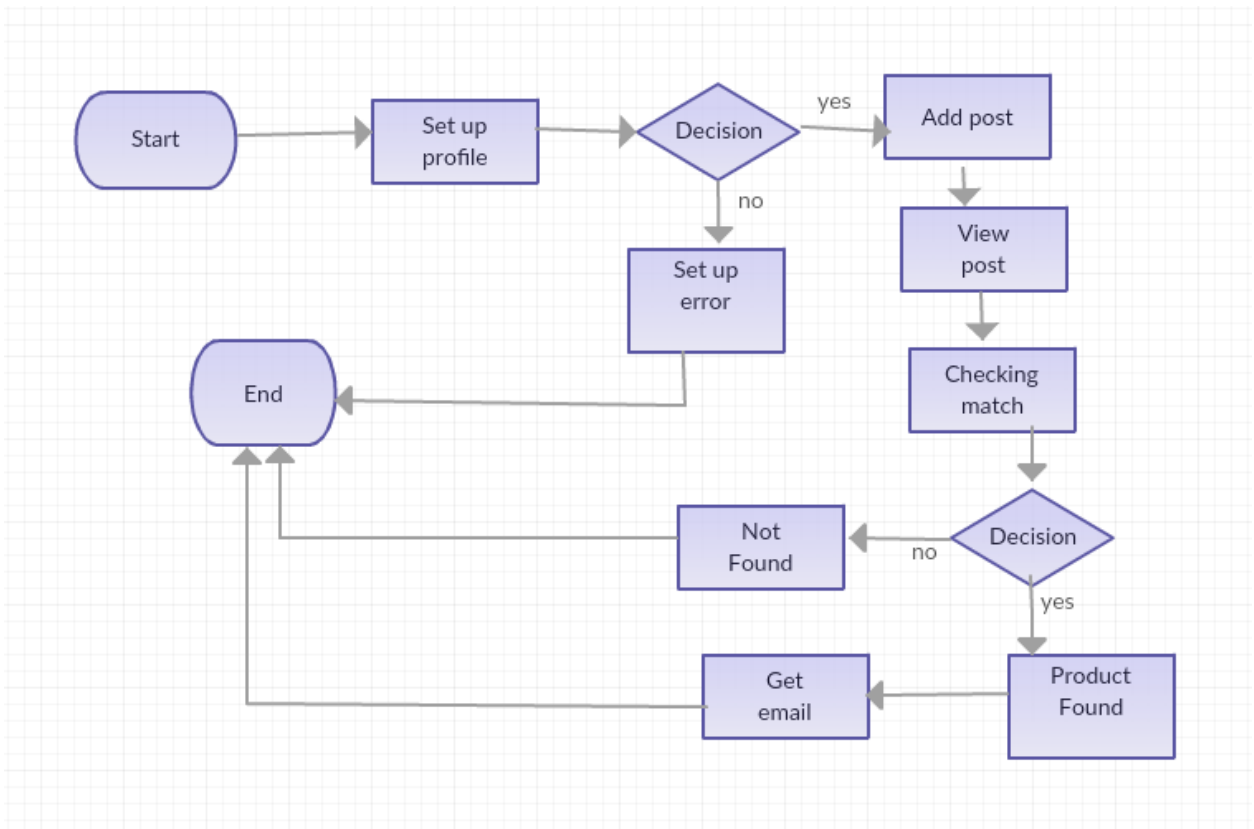 Start
Set up
profile
Decision
yes
Add post
no
View
post
Set up
error
End
Checking
match
Not
Found
no
Decision
yes
Get
email
Product
Found